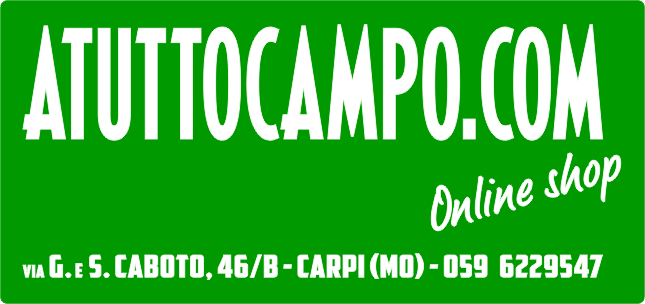 ATUTTOCAMPO.COM
Online shop
VIA G. E S. CABOTO, 46/B - CARPI (MO) - 059 6229547